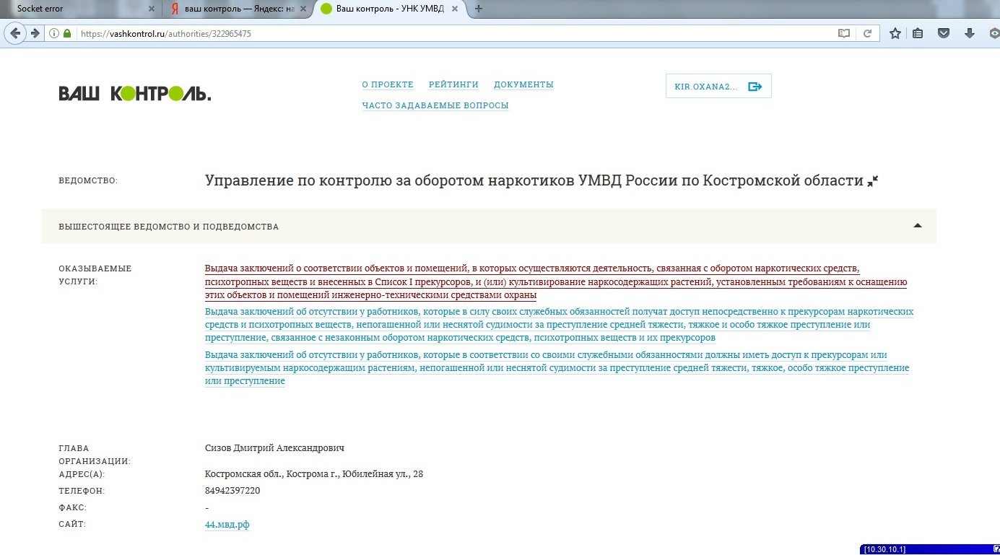 Socket error
ваш контроль — Яндекс: на
Ваш контроль - УНК УМВД
https://vashkontrol.ru/authorities/322965475
ВАШ КОНТРОЛЬ.
О ПРОЕКТЕ РЕЙТИНГИ ДОКУМЕНТЫ
ЧАСТО ЗАДАВАЕМЫЕ ВОПРОСЫ
KIR.OXANA2...
ВЕДОМСТВО:
Управление по контролю за оборотом наркотиков УМВД России по Костромской области
ВЫШЕСТОЯЩЕЕ ВЕДОМСТВО И ПОДВЕДОМСТВА
ОКАЗЫВАЕМЫЕ
УСЛУГИ:
Выдача заключений о соответствии объектов и помещений, в которых осуществляются деятельность, связанная с оборотом наркотических средств,
психотропных веществ и внесенных в Список I прекурсоров, и (или) культивирование наркосодержащих растений, установленным требованиям к оснащению
этих объектов и помещений инженерно-техническими средствами охраны
Выдача заключений об отсутствии у работников, которые в силу своих служебных обязанностей получат доступ непосредственно к прекурсорам наркотических
средств и психотропных веществ, непогашенной или неснятой судимости за преступление средней тяжести, тяжкое и особо тяжкое преступление или
преступление, связанное с незаконным оборотом наркотических средств, психотропных веществ и их прекурсоров
Выдача заключений об отсутствии у работников, которые в соответствии со своими служебными обязанностями должны иметь доступ к прекурсорам или
культивируемым наркосодержащим растениям, непогашенной или неснятой судимости за преступление средней тяжести, тяжкое, особо тяжкое преступление
или преступление
ГЛАВА
ОРГАНИЗАЦИИ:
Сизов Дмитрий Александрович
АДРЕС(А):
Костромская обл., Кострома г., Юбилейная ул., 28
ТЕЛЕФОН:
84942397220
ФАКС:
-
САЙТ:
44.мвд.рф
[10.30.10.1]